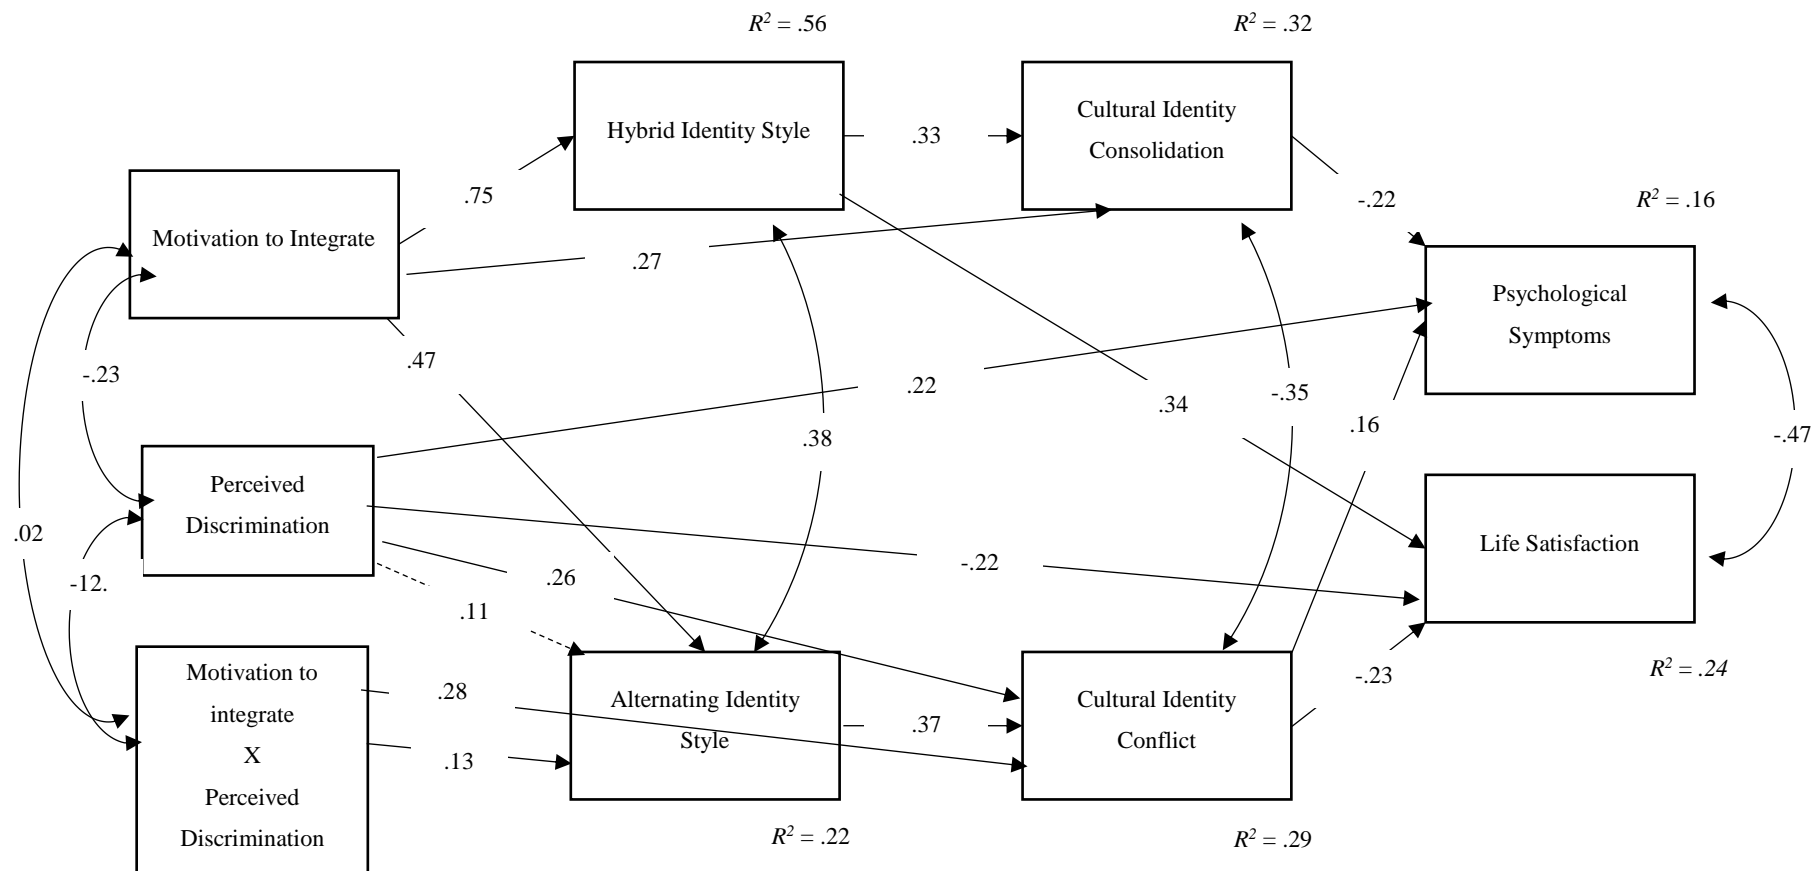 R² = .56
R² = .32
Hybrid Identity Style
.33
Cultural Identity
Consolidation
.75
-.22
R² = .16
Motivation to Integrate
.27
Psychological
Symptoms
-.23
.47
.22
.34
-.35
.16
.38
-.47
Perceived
Discrimination
.02
-12.
.26
.11
-.22
Life Satisfaction
R² = .24
Motivation to
integrate
X
Perceived
Discrimination
.28
.13
Alternating Identity
Style
.37
Cultural Identity
Conflict
-.23
R² = .22
R² = .29